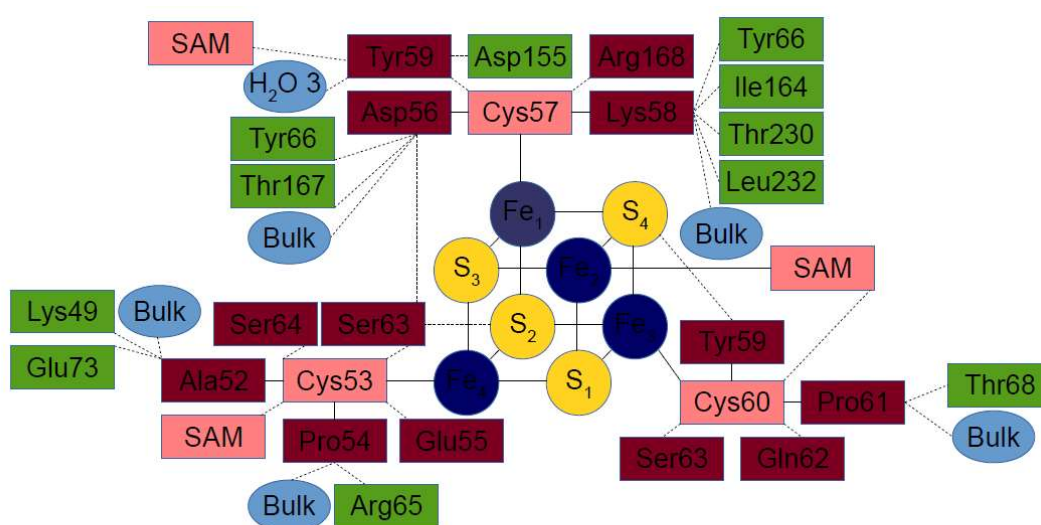 SAM
Tyr59
Asp155
Arg168
Tyr66
H₂O 3
Ile164
Asp56
Cys57
Lys58
Tyr66
Thr230
Thr167
Leu232
Bulk
Fe₁
S₄
Bulk
S₃
Fe₂
SAM
Lys49
Bulk
Ser64
Ser63
S₂
Fe₃
Glu73
Tyr59
Ala52
Cys53
Fe₄
S₁
Cys60
Pro61
Thr68
SAM
Pro54
Glu55
Ser63
Gln62
Bulk
Bulk
Arg65